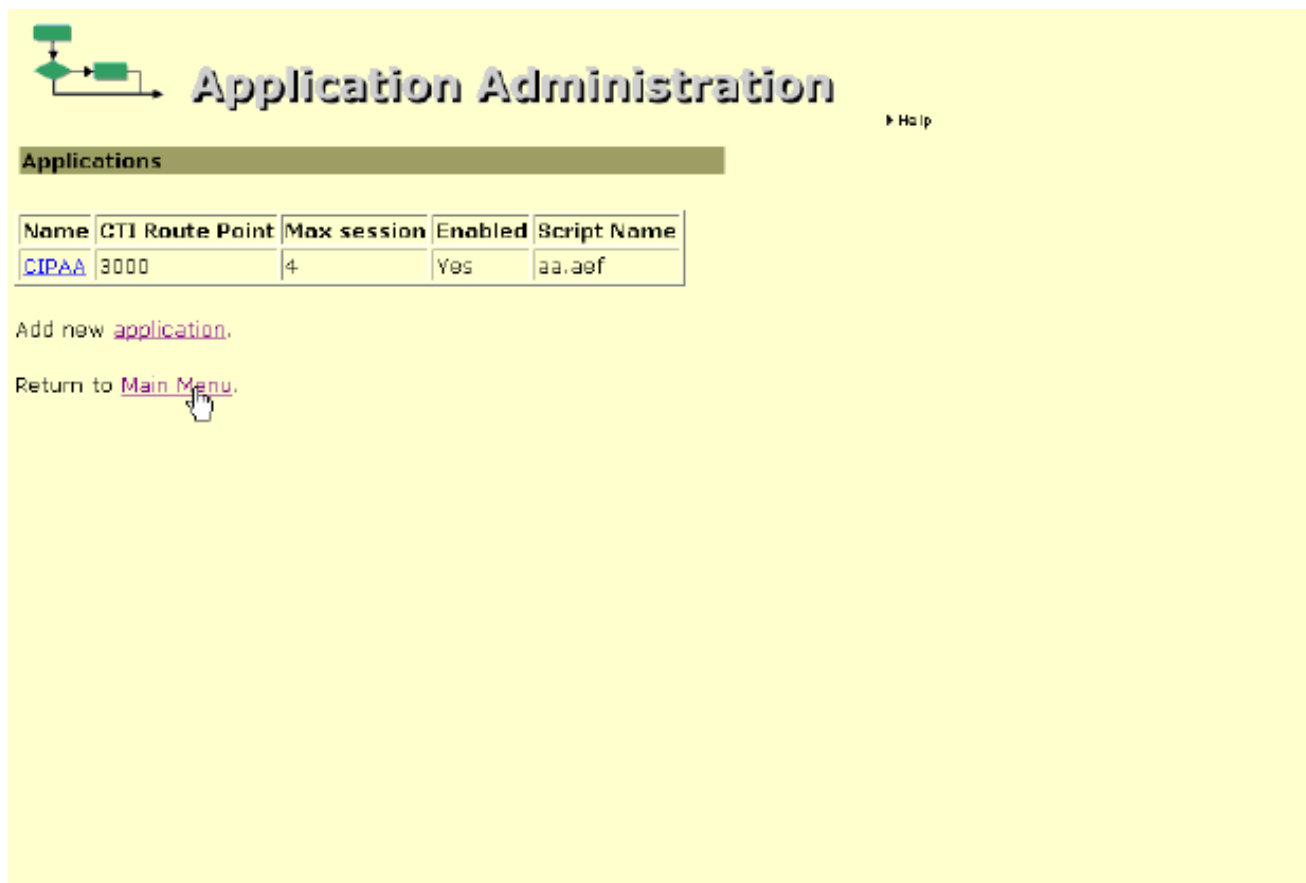 Application Administration
Help
Applications
Name CTI Route Point Max session Enabled Script Name
CIPAA 3000 4 Yes aa.aef
Add new application.
Return to Main Menu.